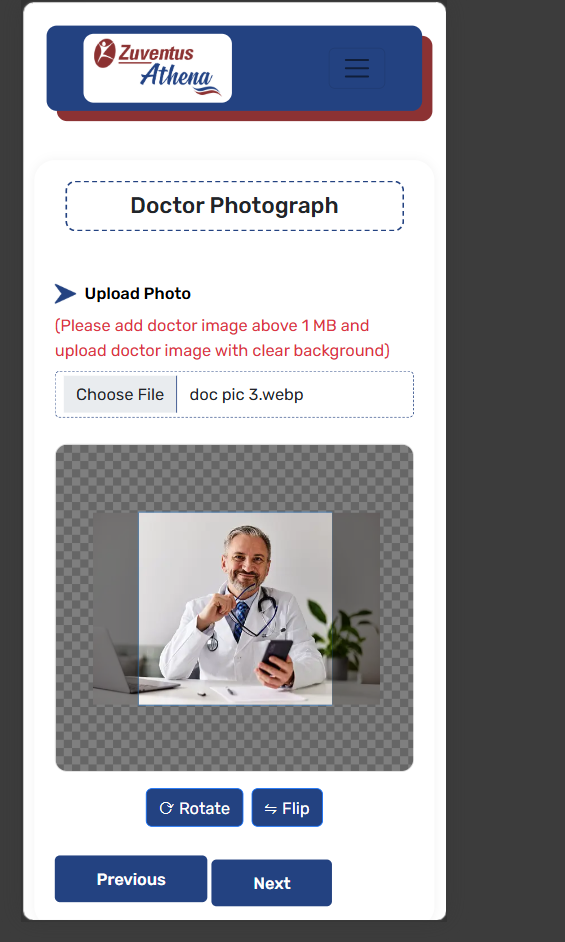 Zuventus
Athena
Doctor Photograph
Upload Photo
(Please add doctor image above 1 MB and
upload doctor image with clear background)
Choose File doc pic 3.webp
Rotate Flip
Previous Next